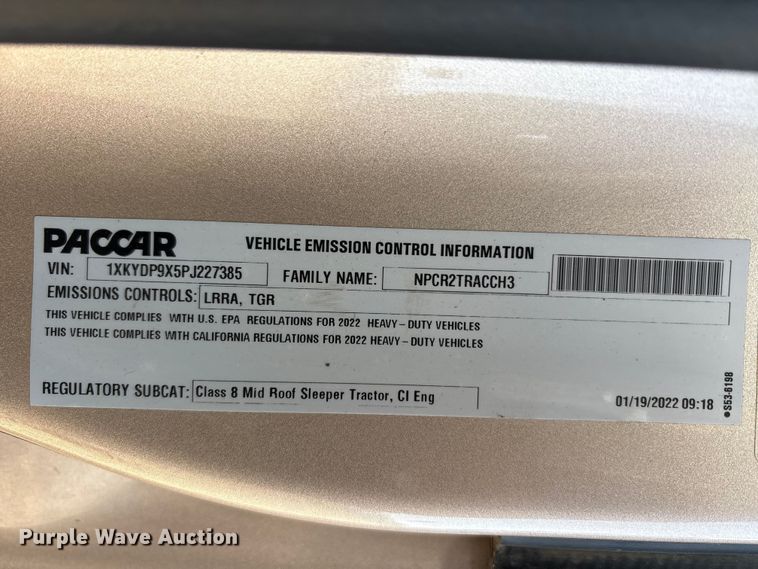 PACCAR VEHICLE EMISSION CONTROL INFORMATION
VIN: 1XKYDP9X5PJ227385 FAMILY NAME: NPCR2TRACCH3
EMISSIONS CONTROLS: LRRA, TGR
THIS VEHICLE COMPLIES WITH U.S. EPA REGULATIONS FOR 2022 HEAVY-DUTY VEHICLES
THIS VEHICLE COMPLIES WITH CALIFORNIA REGULATIONS FOR 2022 HEAVY-DUTY VEHICLES
REGULATORY SUBCAT: Class 8 Mid Roof Sleeper Tractor, CI Eng
01/19/2022 09:18
●S53-6198
Purple Wave Auction